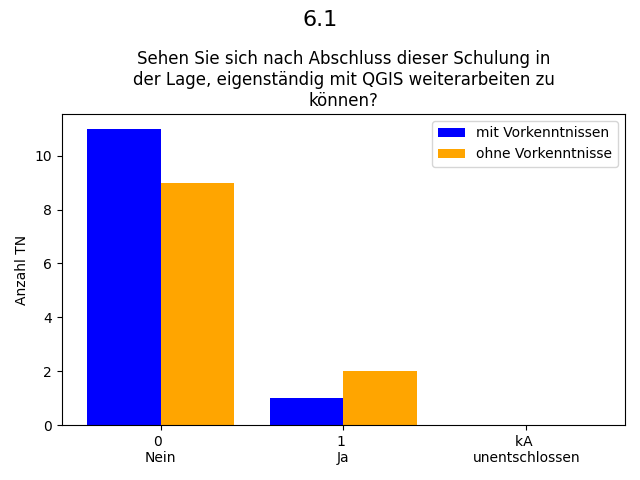 6.1
Sehen Sie sich nach Abschluss dieser Schulung in
der Lage, eigenständig mit QGIS weiterarbeiten zu
können?
mit Vorkenntnissen
ohne Vorkenntnisse
Anzahl TN
10
8
6
4
2
0
0
Nein
1
Ja
kA
unentschlossen